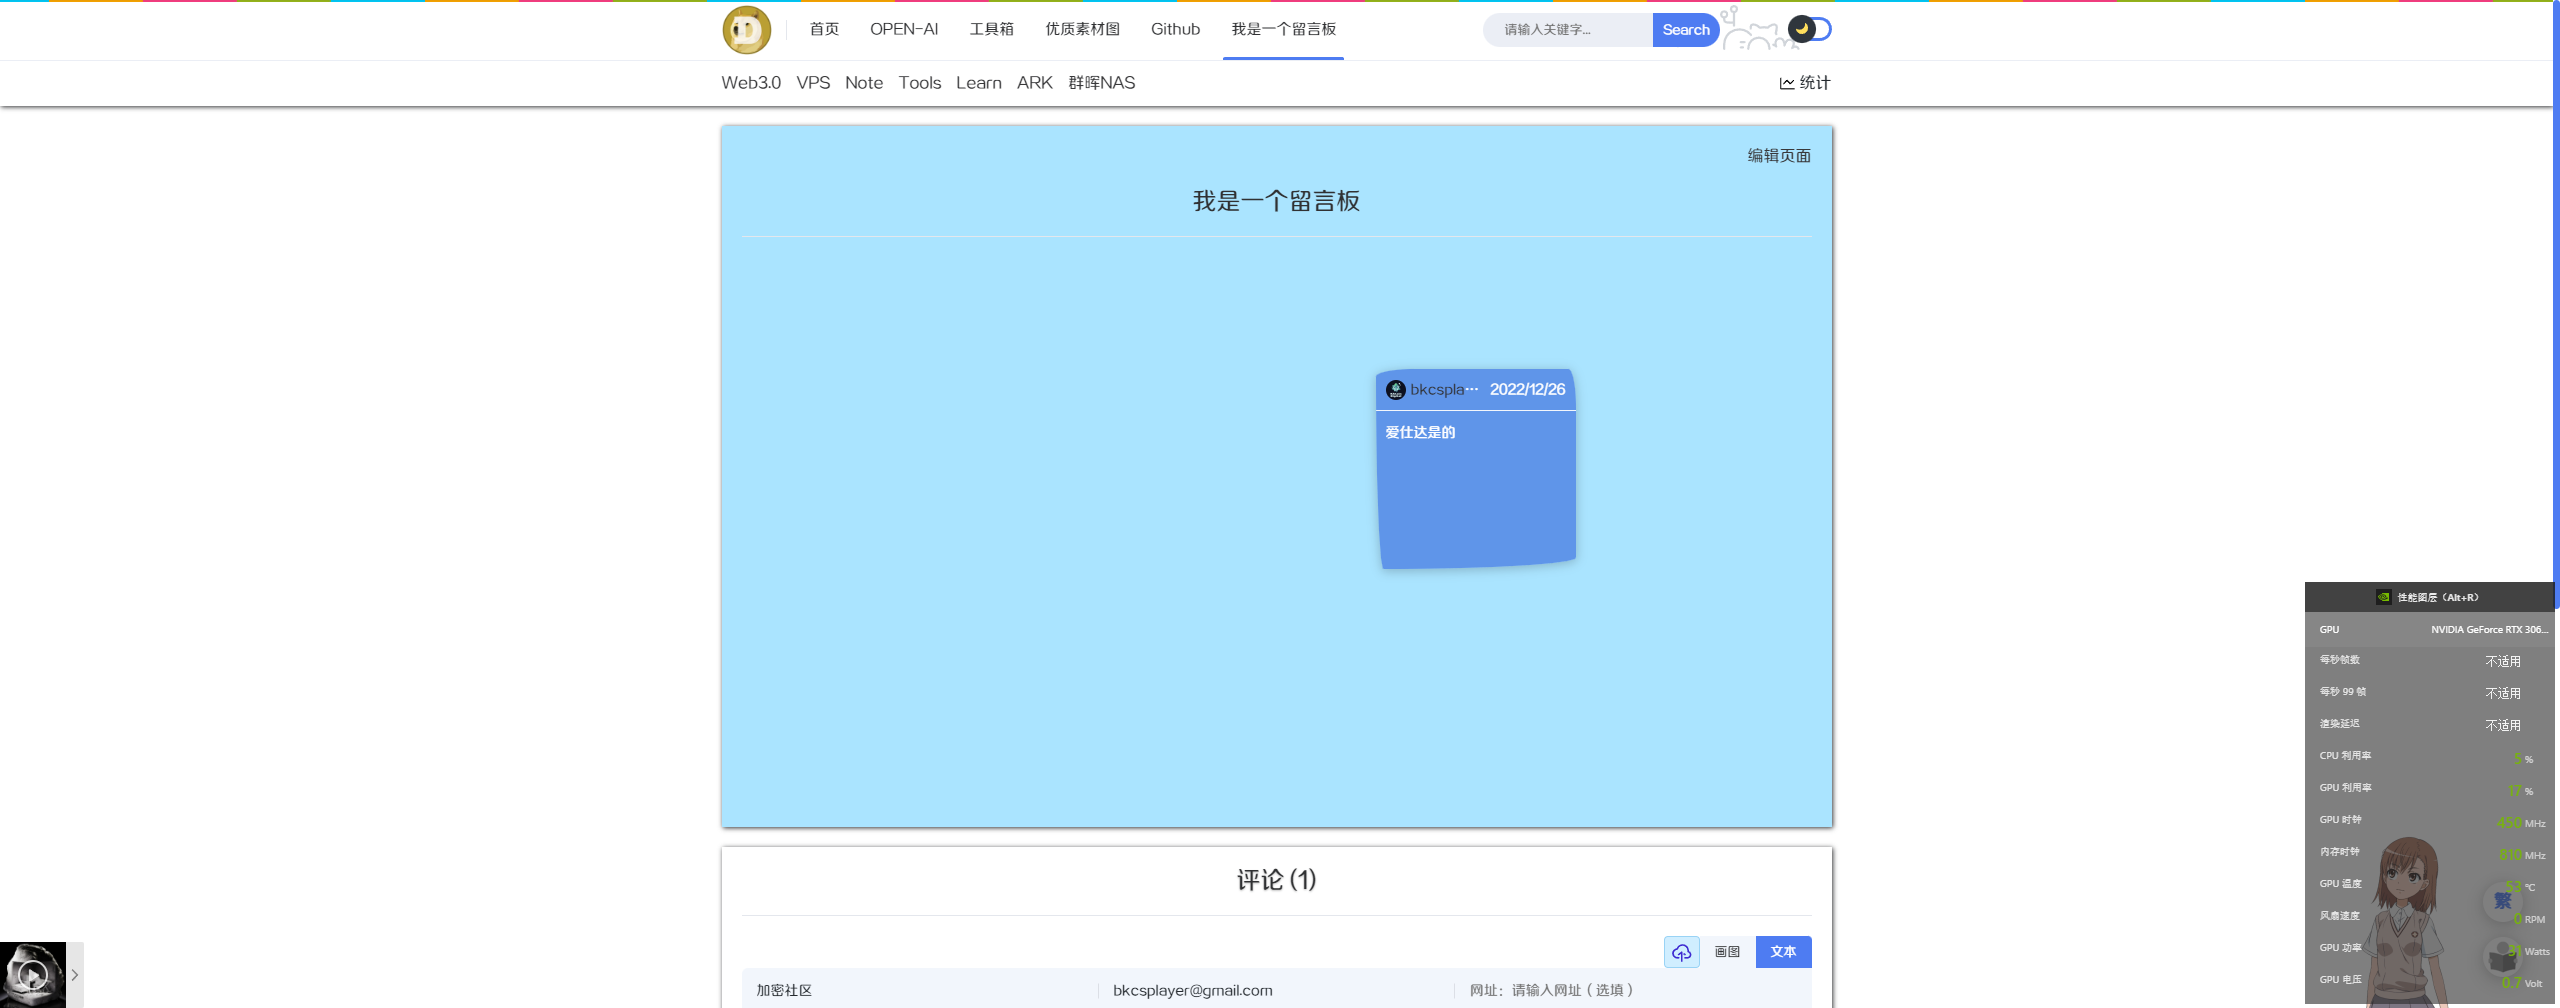 首页 OPEN-AI 工具箱 优质素材图 Github 我是一个留言板 请输入关键字... Search
Web3.0 VPS Note Tools Learn ARK 群晖NAS 统计
编辑页面
我是一个留言板
bkcspla··· 2022/12/26
爱仕达是的
评论 (1)
画图 文本
加密社区 bkcsplayer@gmail.com 网址：请输入网址（选填）
性能图层（Alt+R）
GPU NVIDIA GeForce RTX 306...
每秒帧数 不适用
每秒 99 帧 不适用
渲染延迟 不适用
CPU 利用率 5 %
GPU 利用率 17 %
GPU 时钟 450 MHz
内存时钟 810 MHz
GPU 温度 53 °C
繁
风扇速度 0 RPM
GPU 功率 31 Watts
GPU 电压 0.7 Volt